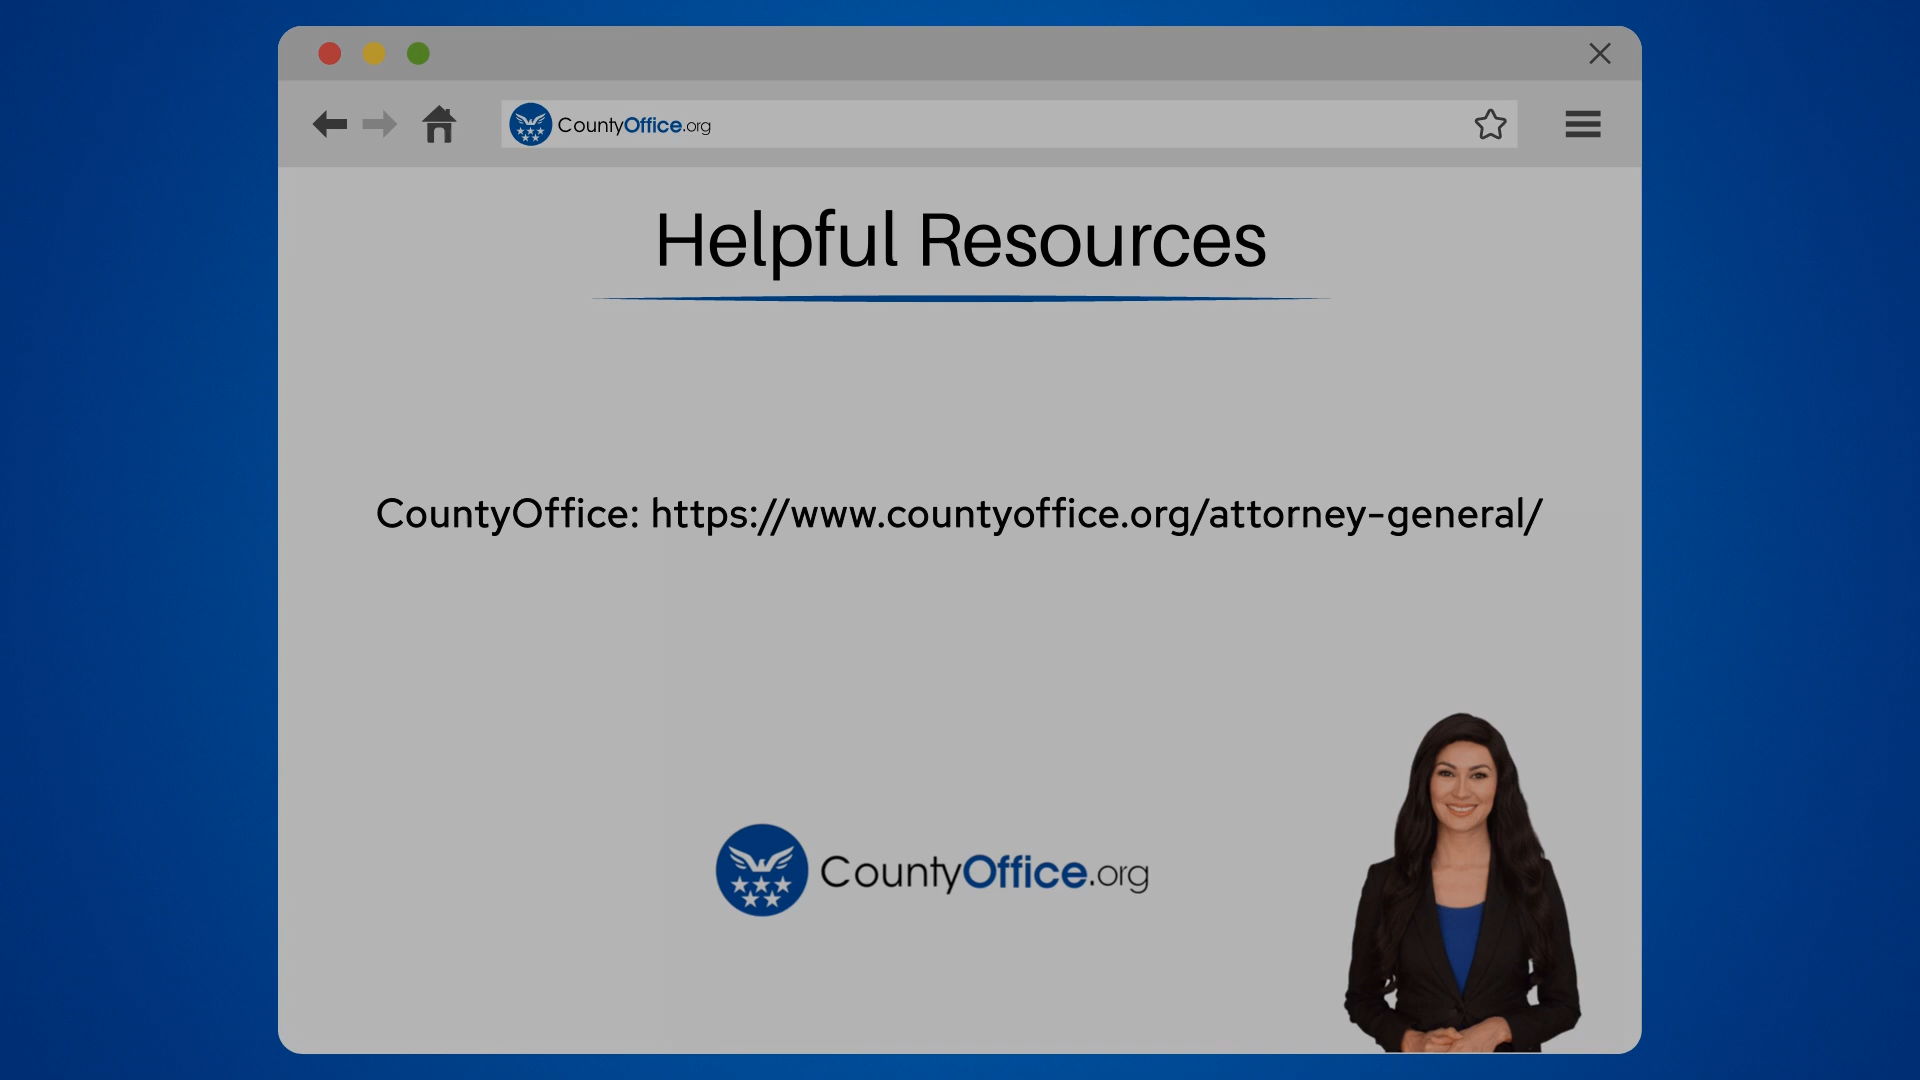 CountyOffice.org
Helpful Resources
CountyOffice: https://www.countyoffice.org/attorney-general/
CountyOffice.org